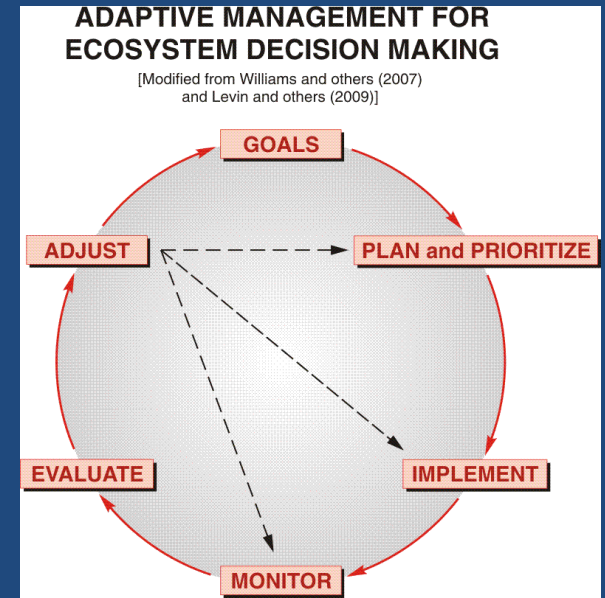 ADAPTIVE MANAGEMENT FOR
ECOSYSTEM DECISION MAKING
[Modified from Williams and others (2007)
and Levin and others (2009)]
GOALS
ADJUST
PLAN and PRIORITIZE
EVALUATE
IMPLEMENT
MONITOR